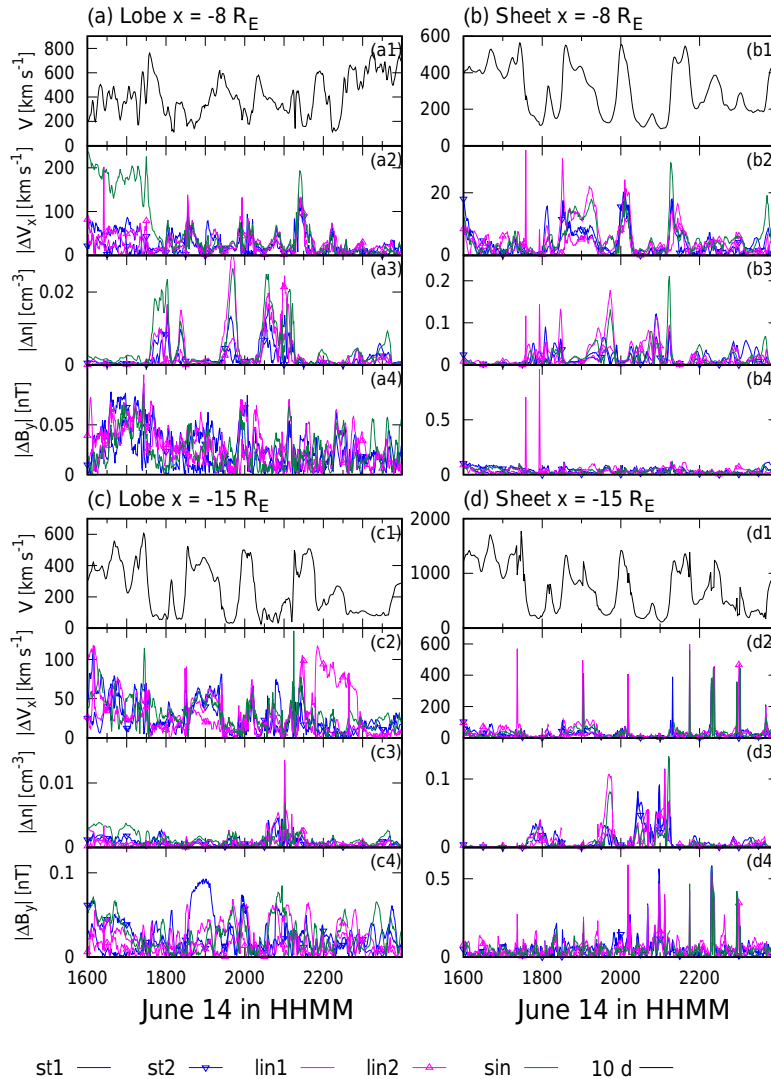 (a) Lobe x = -8 R_E
(b) Sheet x = -8 R_E
V [km s⁻¹]
800
600
400
200
0
(a1)
V [km s⁻¹]
600
400
200
0
(b1)
|ΔVₓ| [km s⁻¹]
200
100
50
0
(a2)
20
0
(b2)
|Δn| [cm⁻³]
0.02
0
(a3)
0.2
0.1
0
(b3)
|ΔB_y| [nT]
0.05
0
(a4)
0.5
0
(b4)
(c) Lobe x = -15 R_E
(d) Sheet x = -15 R_E
V [km s⁻¹]
600
400
200
0
(c1)
2000
1000
0
(d1)
|ΔVₓ| [km s⁻¹]
100
50
0
(c2)
600
400
200
0
(d2)
|Δn| [cm⁻³]
0.01
0
(c3)
0.1
0
(d3)
|ΔB_y| [nT]
0.1
0
(c4)
0.5
0
(d4)
1600 1800 2000 2200
1600 1800 2000 2200
June 14 in HHMM
June 14 in HHMM
st1 st2 lin1 lin2 sin 10 d